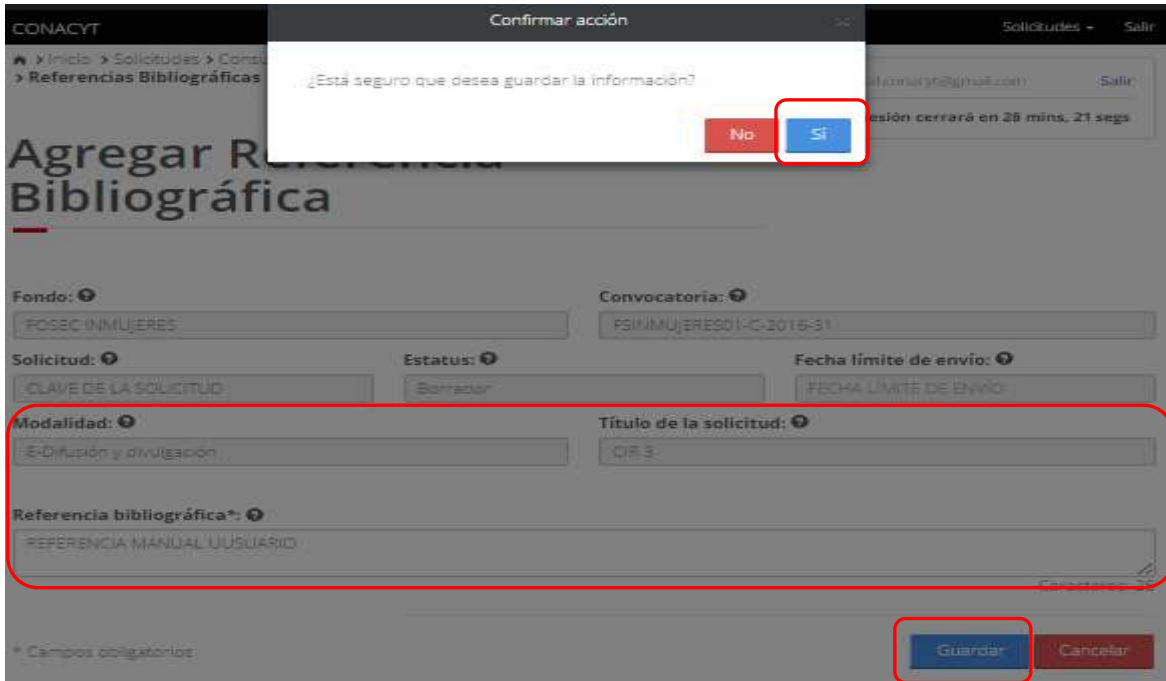 CONACYT
Confirmar acción
×
Solicitudes
Salir
> Inicio > Solicitudes >
> Referencias Bibliográficas
¿Está seguro que desea guardar la información?
Salir
cerrará en 28 mins, 21 segs
No
Sí
Agregar
Bibliográfica
Fondo:
Convocatoria:
FOSEC INMUJERES
FSINMUJERES01-C-2016-31
Solicitud:
Estatus:
Fecha límite de envío:
CLAVE DE LA SOLICITUD
Borrador
FECHA LÍMITE DE ENVÍO
Modalidad:
Título de la solicitud:
E-Difusión y divulgación
CIR 3
Referencia bibliográfica*:
REFERENCIA MANUAL UUSUARIO
Caracteres: 26
* Campos obligatorios
Guardar
Cancelar